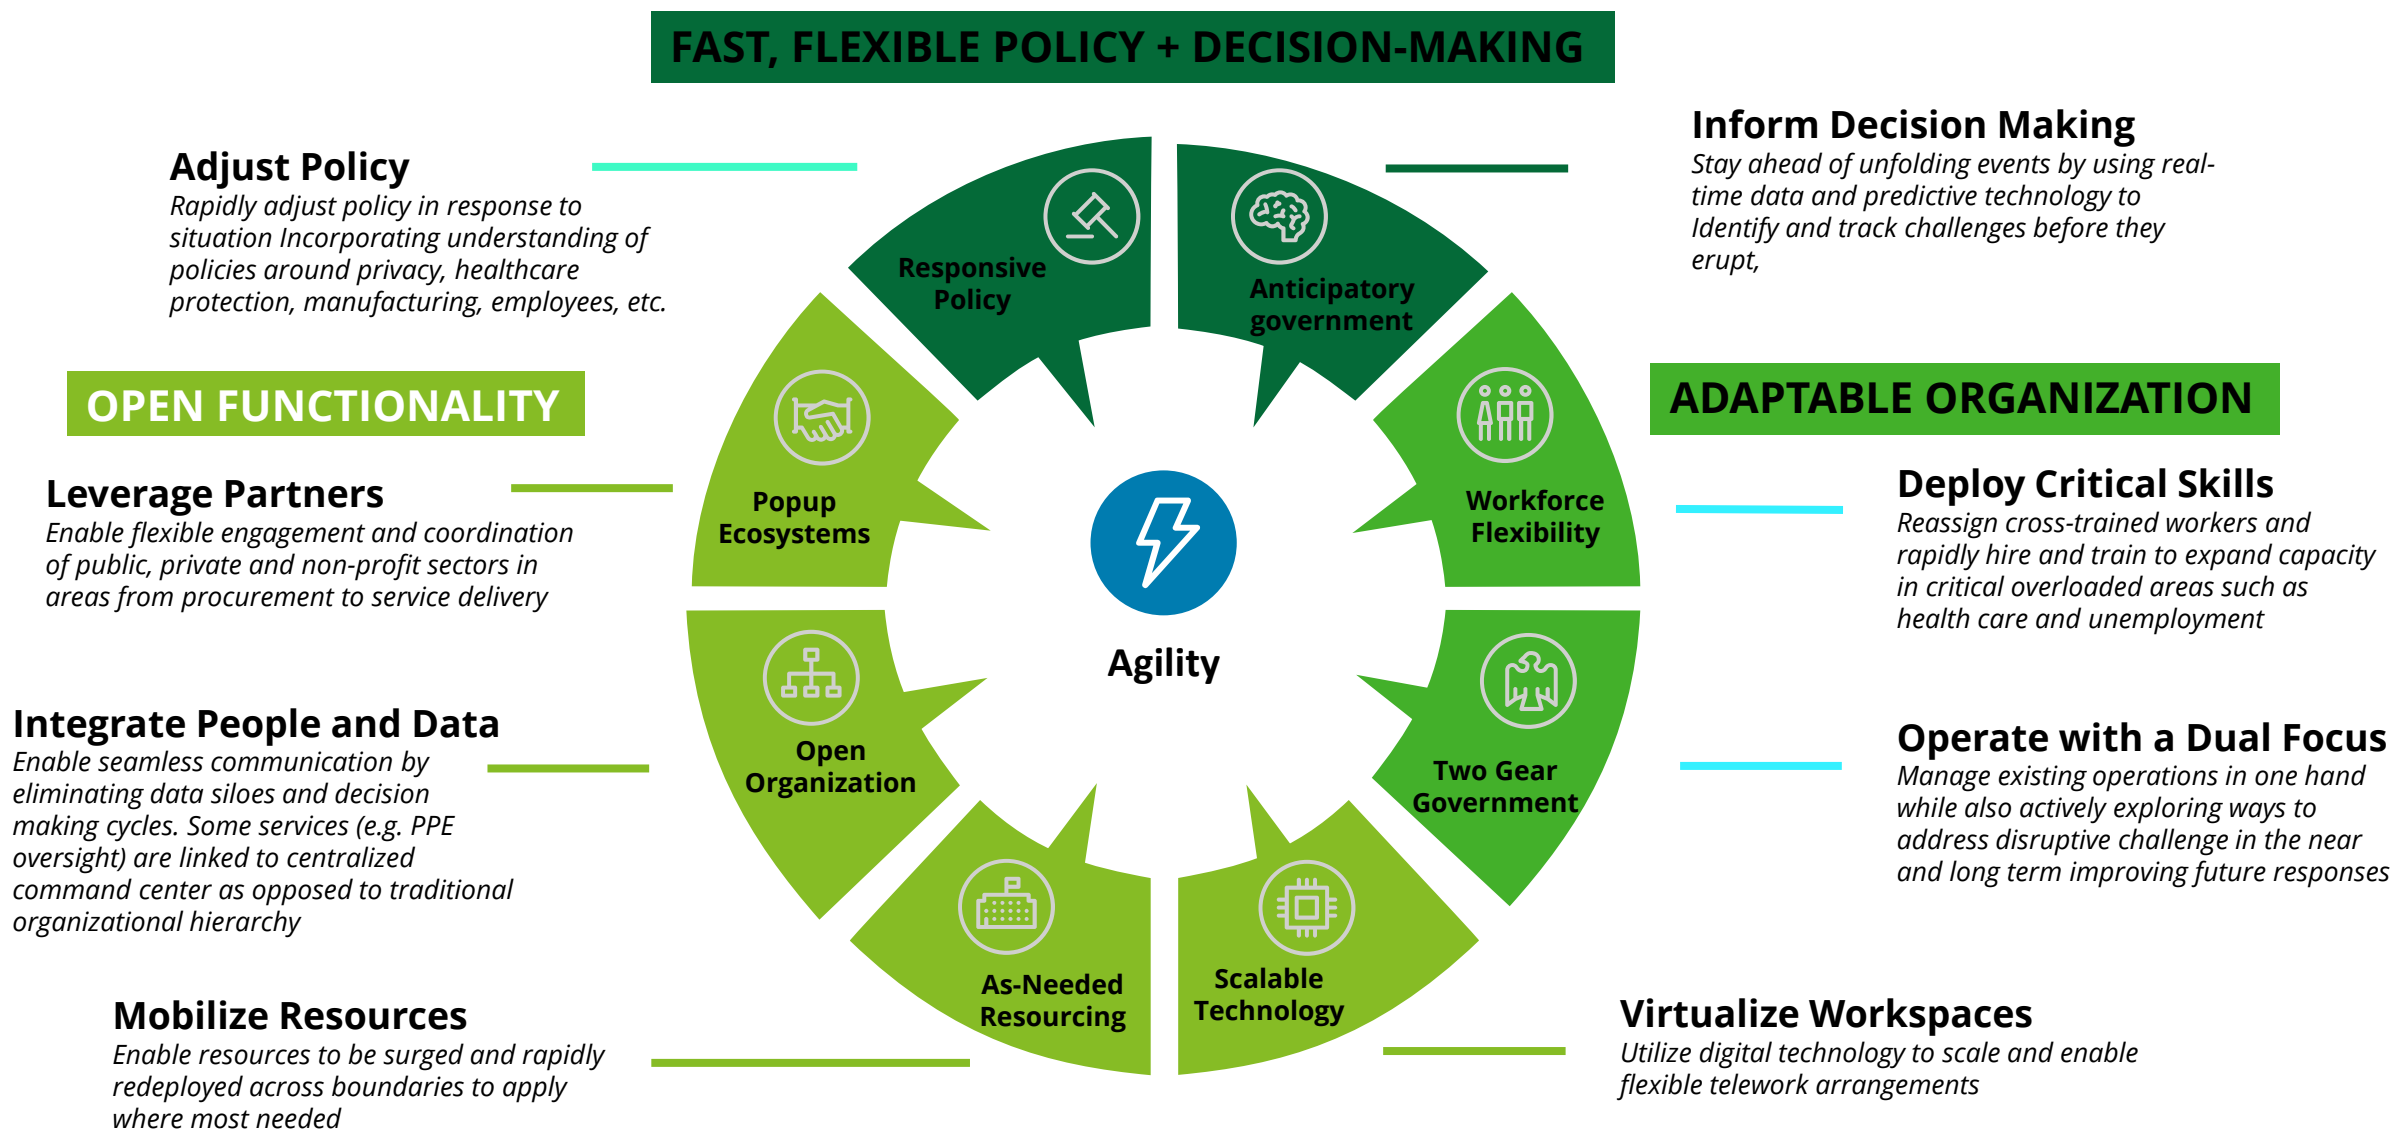 FAST, FLEXIBLE POLICY + DECISION-MAKING
Adjust Policy
Rapidly adjust policy in response to
situation Incorporating understanding of
policies around privacy, healthcare
protection, manufacturing, employees, etc.
Inform Decision Making
Stay ahead of unfolding events by using real-
time data and predictive technology to
Identify and track challenges before they
erupt,
Responsive
Policy
Anticipatory
government
OPEN FUNCTIONALITY
ADAPTABLE ORGANIZATION
Leverage Partners
Enable flexible engagement and coordination
of public, private and non-profit sectors in
areas from procurement to service delivery
Popup
Ecosystems
Workforce
Flexibility
Deploy Critical Skills
Reassign cross-trained workers and
rapidly hire and train to expand capacity
in critical overloaded areas such as
health care and unemployment
Agility
Integrate People and Data
Enable seamless communication by
eliminating data siloes and decision
making cycles. Some services (e.g. PPE
oversight) are linked to centralized
command center as opposed to traditional
organizational hierarchy
Open
Organization
Two Gear
Government
Operate with a Dual Focus
Manage existing operations in one hand
while also actively exploring ways to
address disruptive challenge in the near
and long term improving future responses
Mobilize Resources
Enable resources to be surged and rapidly
redeployed across boundaries to apply
where most needed
As-Needed
Resourcing
Scalable
Technology
Virtualize Workspaces
Utilize digital technology to scale and enable
flexible telework arrangements